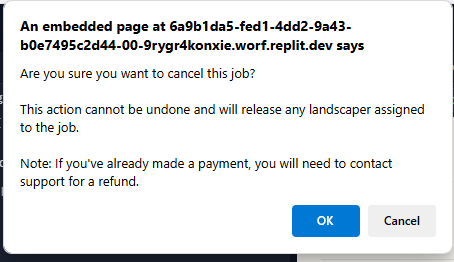 An embedded page at 6a9b1da5-fed1-4dd2-9a43-
b0e7495c2d44-00-9rygr4konxie.worf.replit.dev says
Are you sure you want to cancel this job?
This action cannot be undone and will release any landscaper assigned
to the job.
Note: If you've already made a payment, you will need to contact
support for a refund.
OK
Cancel